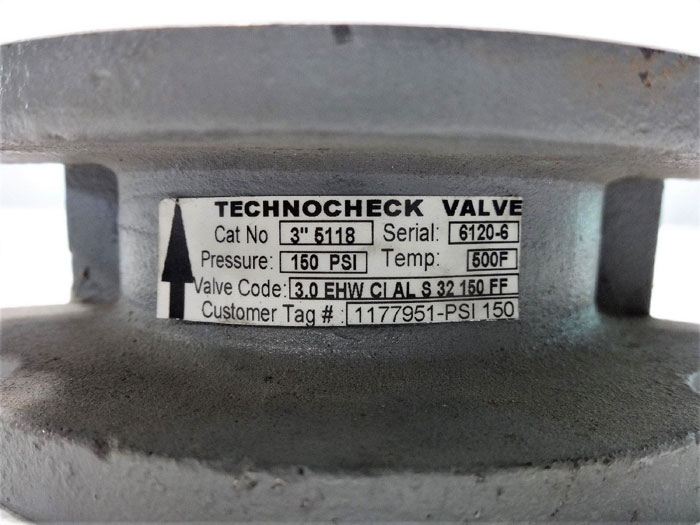 TECHNOCHECK VALVE
Cat No 3" 5118 Serial: 6120-6
Pressure: 150 PSI Temp: 500F
Valve Code: 3.0 EHW CI AL S 32 150 FF
Customer Tag #: 1177951-PSI 150